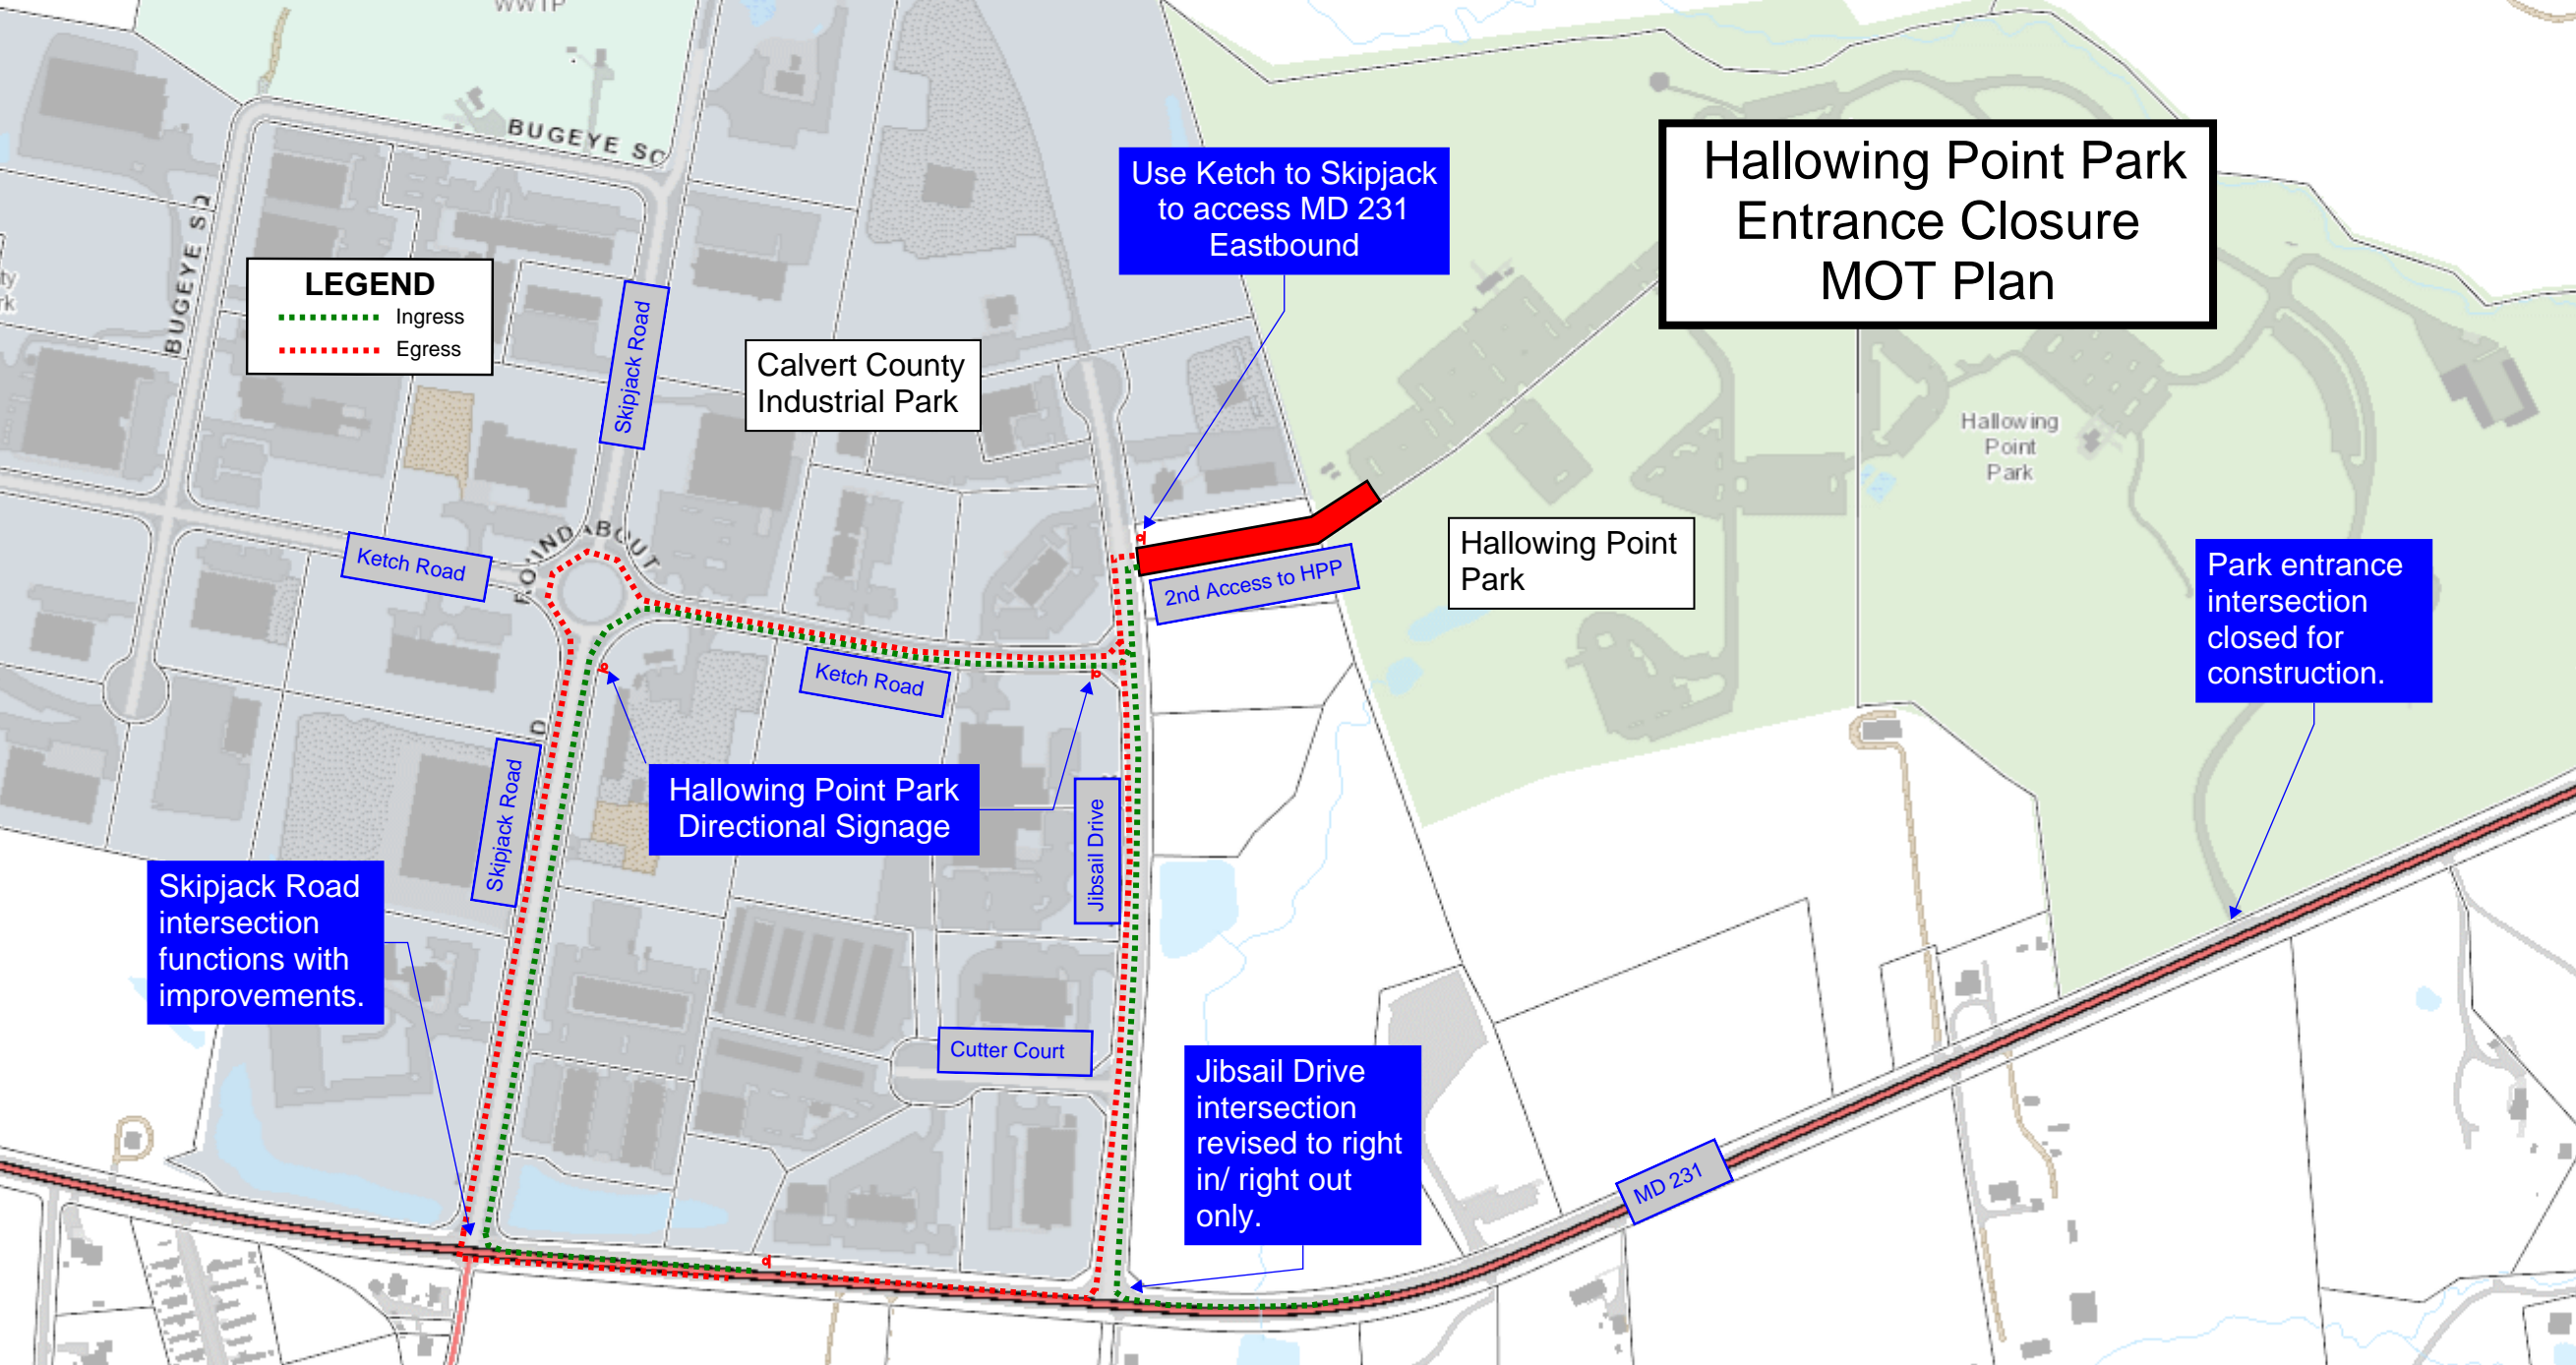 WWTP
BUGEYE SQ
BUGEYE SQ
Use Ketch to Skipjack
to access MD 231
Eastbound
Hallowing Point Park
Entrance Closure
MOT Plan
LEGEND
Ingress
Egress
Skipjack Road
Calvert County
Industrial Park
Hallowing
Point
Park
Ketch Road
ROUNDABOUT
2nd Access to HPP
Hallowing Point
Park
Park entrance
intersection
closed for
construction.
Ketch Road
Skipjack Road
Hallowing Point Park
Directional Signage
Jibsail Drive
Skipjack Road
intersection
functions with
improvements.
Cutter Court
Jibsail Drive
intersection
revised to right
in/ right out
only.
MD 231